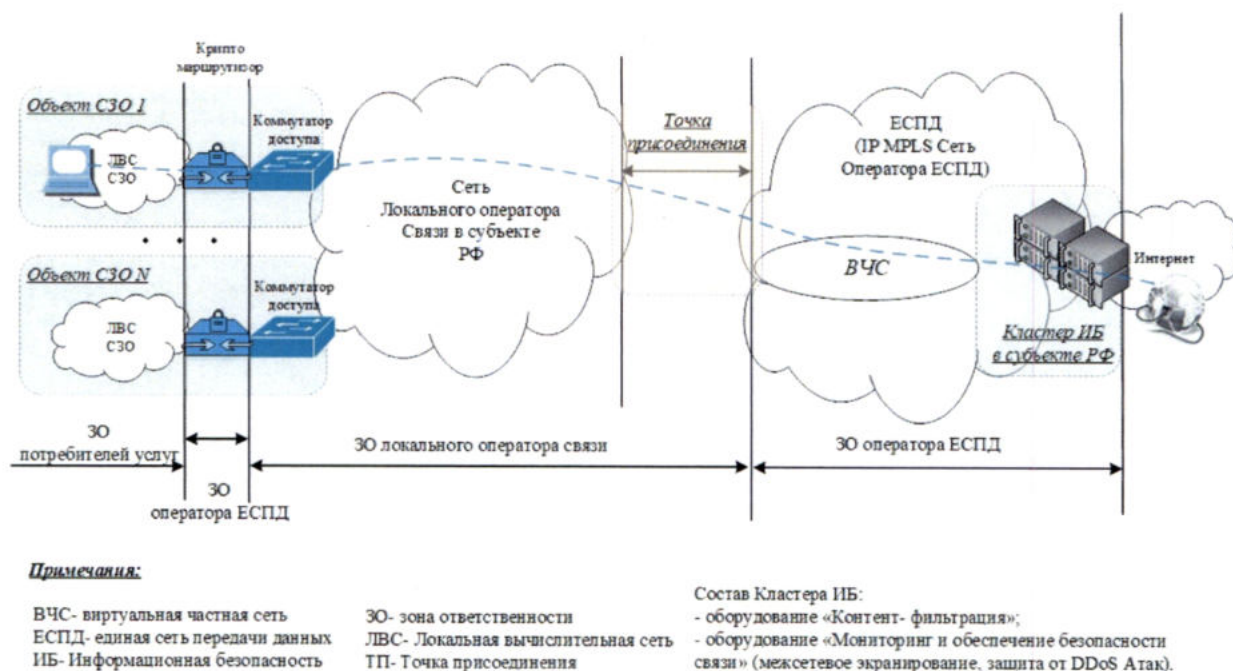 Крипто
маршрутизор
Объект СЗО 1
Коммутатор
доступа
ЛВС
СЗО
Точка
присоединения
ЕСПД
(IP MPLS Сеть
Оператора ЕСПД)
Сеть
Локального оператора
Связи в субъекте
РФ
Объект СЗО N
Коммутатор
доступа
ЛВС
СЗО
ВЧС
Интернет
Кластер ИБ
в субъекте РФ
ЗО
потребителей услуг
ЗО локального оператора связи
ЗО оператора ЕСПД
ЗО
оператора ЕСПД
Примечания:
ВЧС- виртуальная частная сеть
ЕСПД- единая сеть передачи данных
ИБ- Информационная безопасность
ЗО- зона ответственности
ЛВС- Локальная вычислительная сеть
ТП- Точка присоединения
Состав Кластера ИБ:
- оборудование «Контент- фильтрация»;
- оборудование «Мониторинг и обеспечение безопасности
связи» (межсетевое экранирование, защита от DDoS Атак).